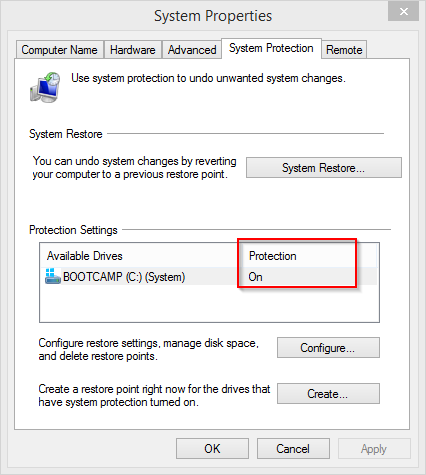 System Properties
Computer Name Hardware Advanced System Protection Remote
Use system protection to undo unwanted system changes.
System Restore
You can undo system changes by reverting
your computer to a previous restore point.
System Restore...
Protection Settings
Available Drives Protection
BOOTCAMP (C:) (System) On
Configure restore settings, manage disk space,
and delete restore points.
Configure...
Create a restore point right now for the drives that
have system protection turned on.
Create...
OK Cancel Apply